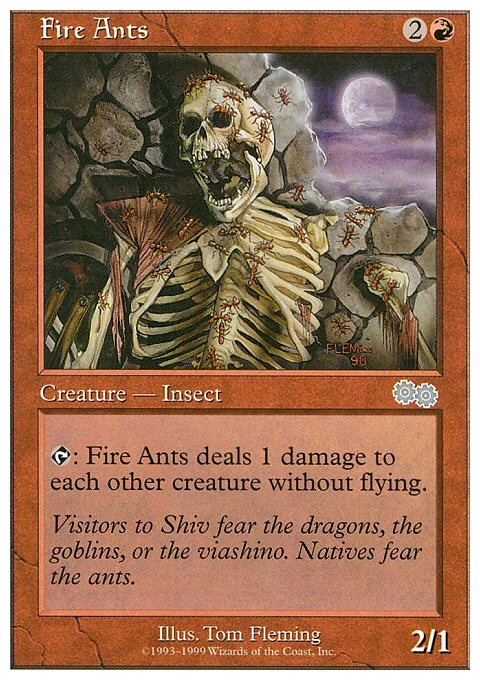 Fire Ants
2
FLEMING
98
Creature — Insect
: Fire Ants deals 1 damage to
each other creature without flying.
Visitors to Shiv fear the dragons, the
goblins, or the viashino. Natives fear
the ants.
Illus. Tom Fleming
©1993–1999 Wizards of the Coast, Inc.
2/1